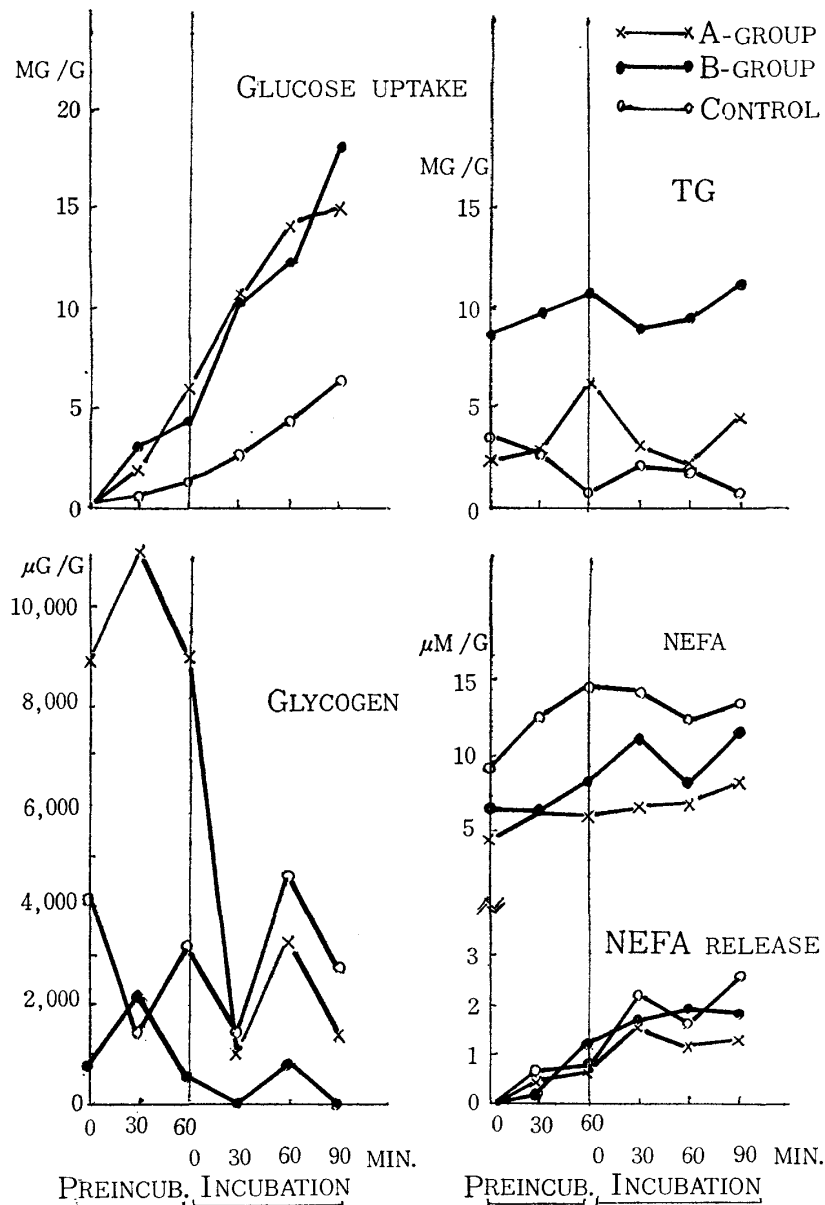 A-GROUP
B-GROUP
CONTROL
MG/G
GLUCOSE UPTAKE
20
15
10
5
0
MG/G
TG
15
10
5
0
μG/G
10,000
8,000
6,000
4,000
2,000
0
GLYCOGEN
0 30 60
0 30 60 90 MIN.
PREINCUB. INCUBATION
μM/G
NEFA
15
10
5
NEFA RELEASE
3
2
1
0
0 30 60
0 30 60 90 MIN.
PREINCUB. INCUBATION